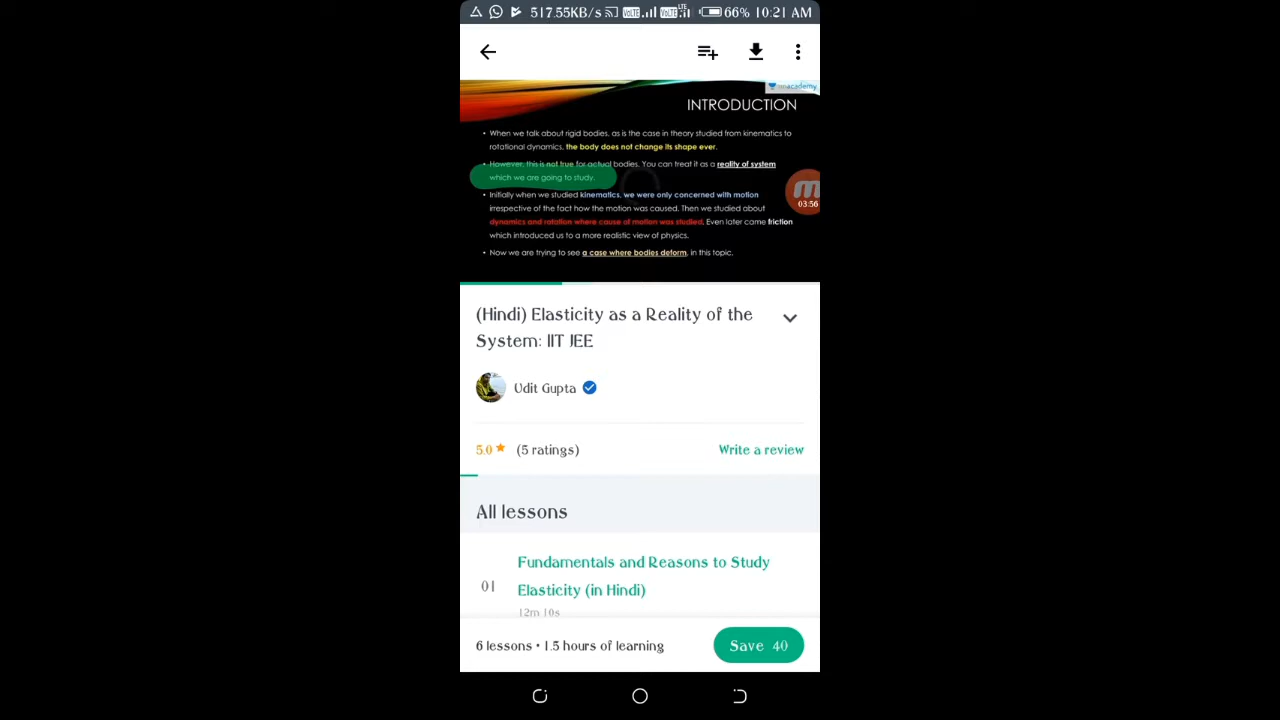 517.55KB/s VoLTE VoLTE LTE 66% 10:21 AM
unacademy
INTRODUCTION
• When we talk about rigid bodies, as is the case in theory studied from kinematics to
rotational dynamics, the body does not change its shape ever.
• However, this is not true for actual bodies. You can treat it as a reality of system
which we are going to study.
03:56
• Initially when we studied kinematics, we were only concerned with motion
irrespective of the fact how the motion was caused. Then we studied about
dynamics and rotation where cause of motion was studied. Even later came friction
which introduced us to a more realistic view of physics.
• Now we are trying to see a case where bodies deform, in this topic.
(Hindi) Elasticity as a Reality of the
System: IIT JEE
Udit Gupta
5.0 ★ (5 ratings) Write a review
All lessons
01
Fundamentals and Reasons to Study
Elasticity (in Hindi)
12m 10s
6 lessons • 1.5 hours of learning
Save 40